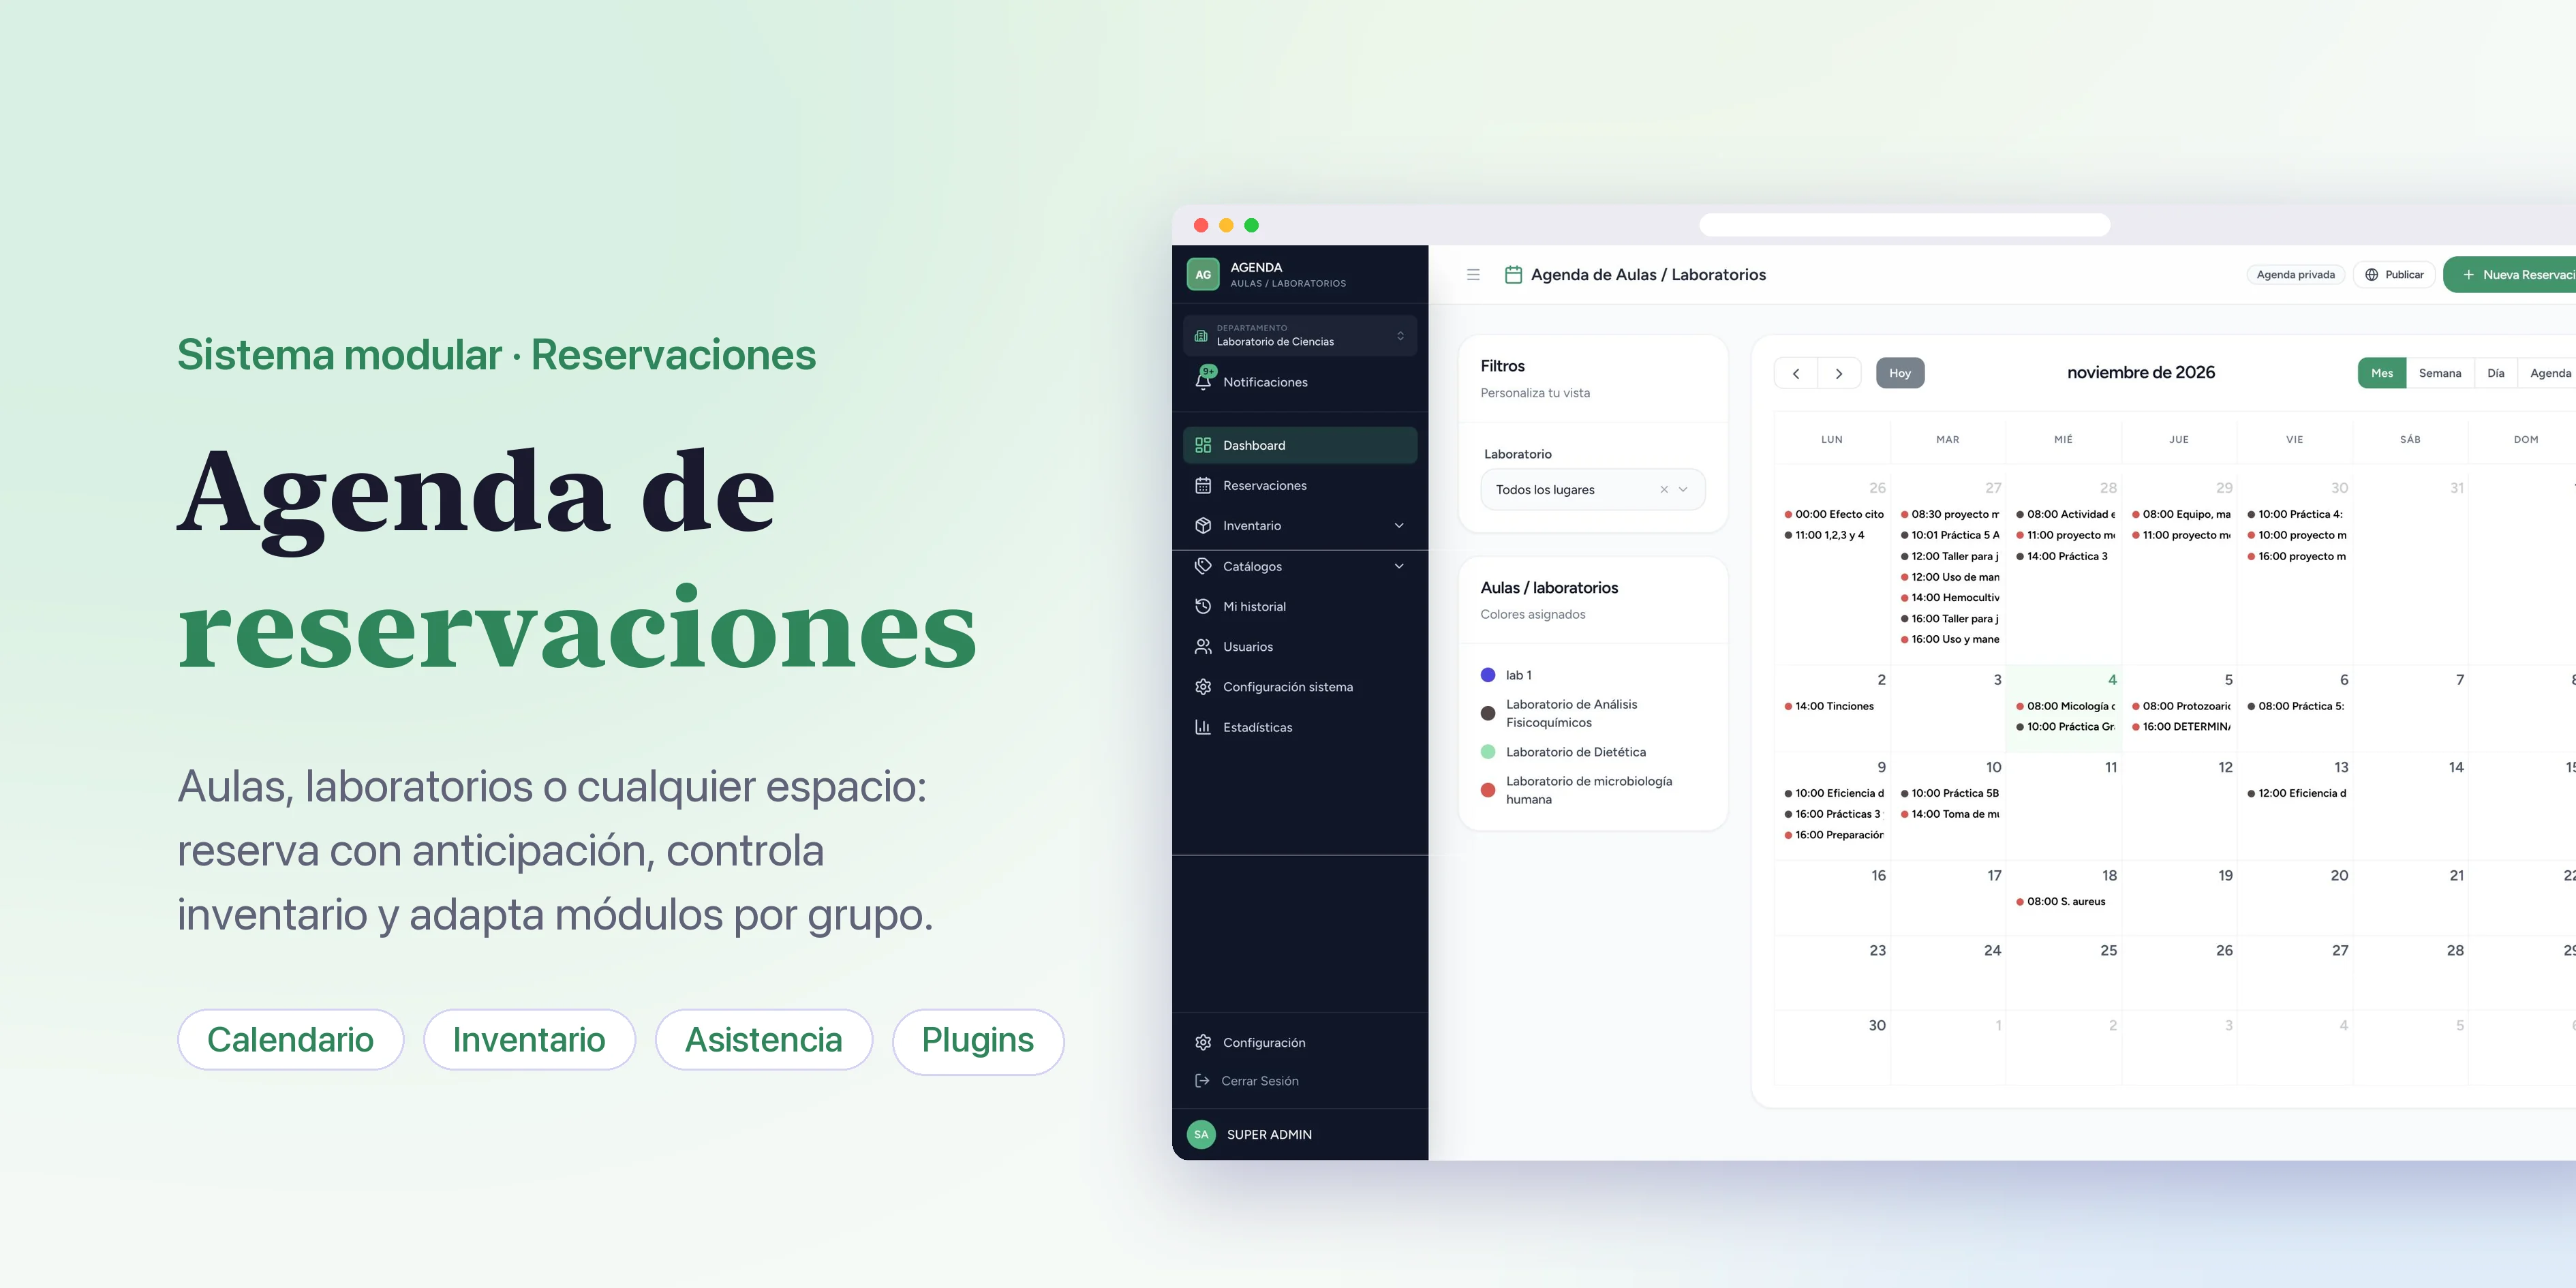 Sistema modular · Reservaciones
Agenda de
reservaciones
Aulas, laboratorios o cualquier espacio:
reserva con anticipación, controla
inventario y adapta módulos por grupo.
Calendario
Inventario
Asistencia
Plugins
AG
AGENDA
AULAS / LABORATORIOS
DEPARTAMENTO
Laboratorio de Ciencias
9+
Notificaciones
Dashboard
Reservaciones
Inventario
Catálogos
Mi historial
Usuarios
Configuración sistema
Estadísticas
Configuración
Cerrar Sesión
SA
SUPER ADMIN
Agenda de Aulas / Laboratorios
Agenda privada
Publicar
+ Nueva Reservaci
Filtros
Personaliza tu vista
Laboratorio
Todos los lugares
Aulas / laboratorios
Colores asignados
lab 1
Laboratorio de Análisis
Fisicoquímicos
Laboratorio de Dietética
Laboratorio de microbiología
humana
Hoy
noviembre de 2026
Mes
Semana
Día
Agenda
LUN MAR MIÉ JUE VIE SÁB DOM
26
00:00 Efecto cito
11:00 1,2,3 y 4
27
08:30 proyecto m
10:01 Práctica 5 A
12:00 Taller para j
12:00 Uso de man
14:00 Hemocultiv
16:00 Taller para j
16:00 Uso y mane
28
08:00 Actividad e
11:00 proyecto m
14:00 Práctica 3
29
08:00 Equipo, ma
11:00 proyecto m
30
10:00 Práctica 4:
10:00 proyecto m
16:00 proyecto m
31
2
14:00 Tinciones
3
4
08:00 Micología c
10:00 Práctica Gr
5
08:00 Protozoari
16:00 DETERMIN
6
08:00 Práctica 5:
7
8
9
10:00 Eficiencia d
16:00 Prácticas 3
16:00 Preparación
10
10:00 Práctica 5B
14:00 Toma de mu
11
12
13
12:00 Eficiencia d
14
15
16
17
18
08:00 S. aureus
19
20
21
22
23
24
25
26
27
28
29
30
1
2
3
4
5
6